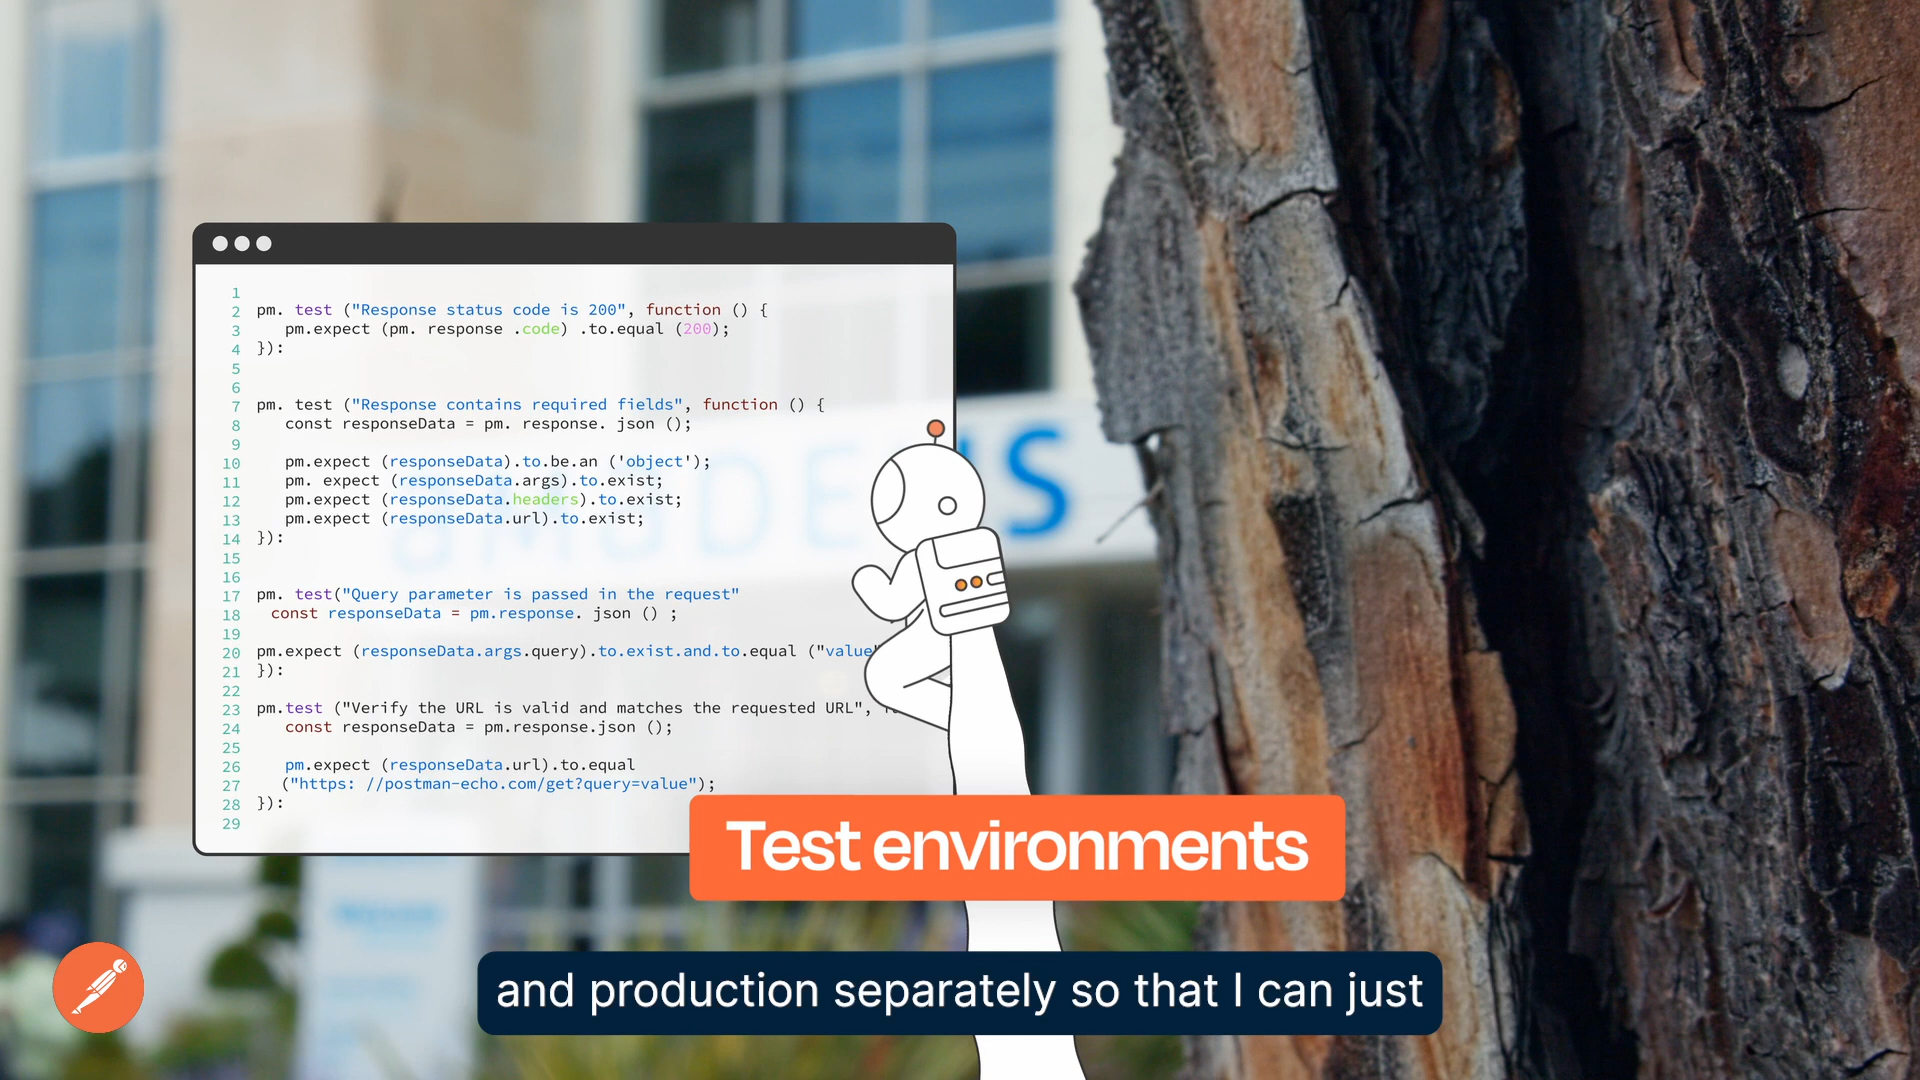 1
2 pm. test ("Response status code is 200", function () {
3 pm.expect (pm. response .code) .to.equal (200);
4 }):
5
6
7 pm. test ("Response contains required fields", function () {
8 const responseData = pm. response. json ();
9
10 pm.expect (responseData).to.be.an ('object');
11 pm. expect (responseData.args).to.exist;
12 pm.expect (responseData.headers).to.exist;
13 pm.expect (responseData.url).to.exist;
14 }):
15
16
17 pm. test("Query parameter is passed in the request"
18 const responseData = pm.response. json () ;
19
20 pm.expect (responseData.args.query).to.exist.and.to.equal ("value"
21 }):
22
23 pm.test ("Verify the URL is valid and matches the requested URL",
24 const responseData = pm.response.json ();
25
26 pm.expect (responseData.url).to.equal
27 ("https: //postman-echo.com/get?query=value");
28 }):
29
aMaDEUS
Test environments
and production separately so that I can just